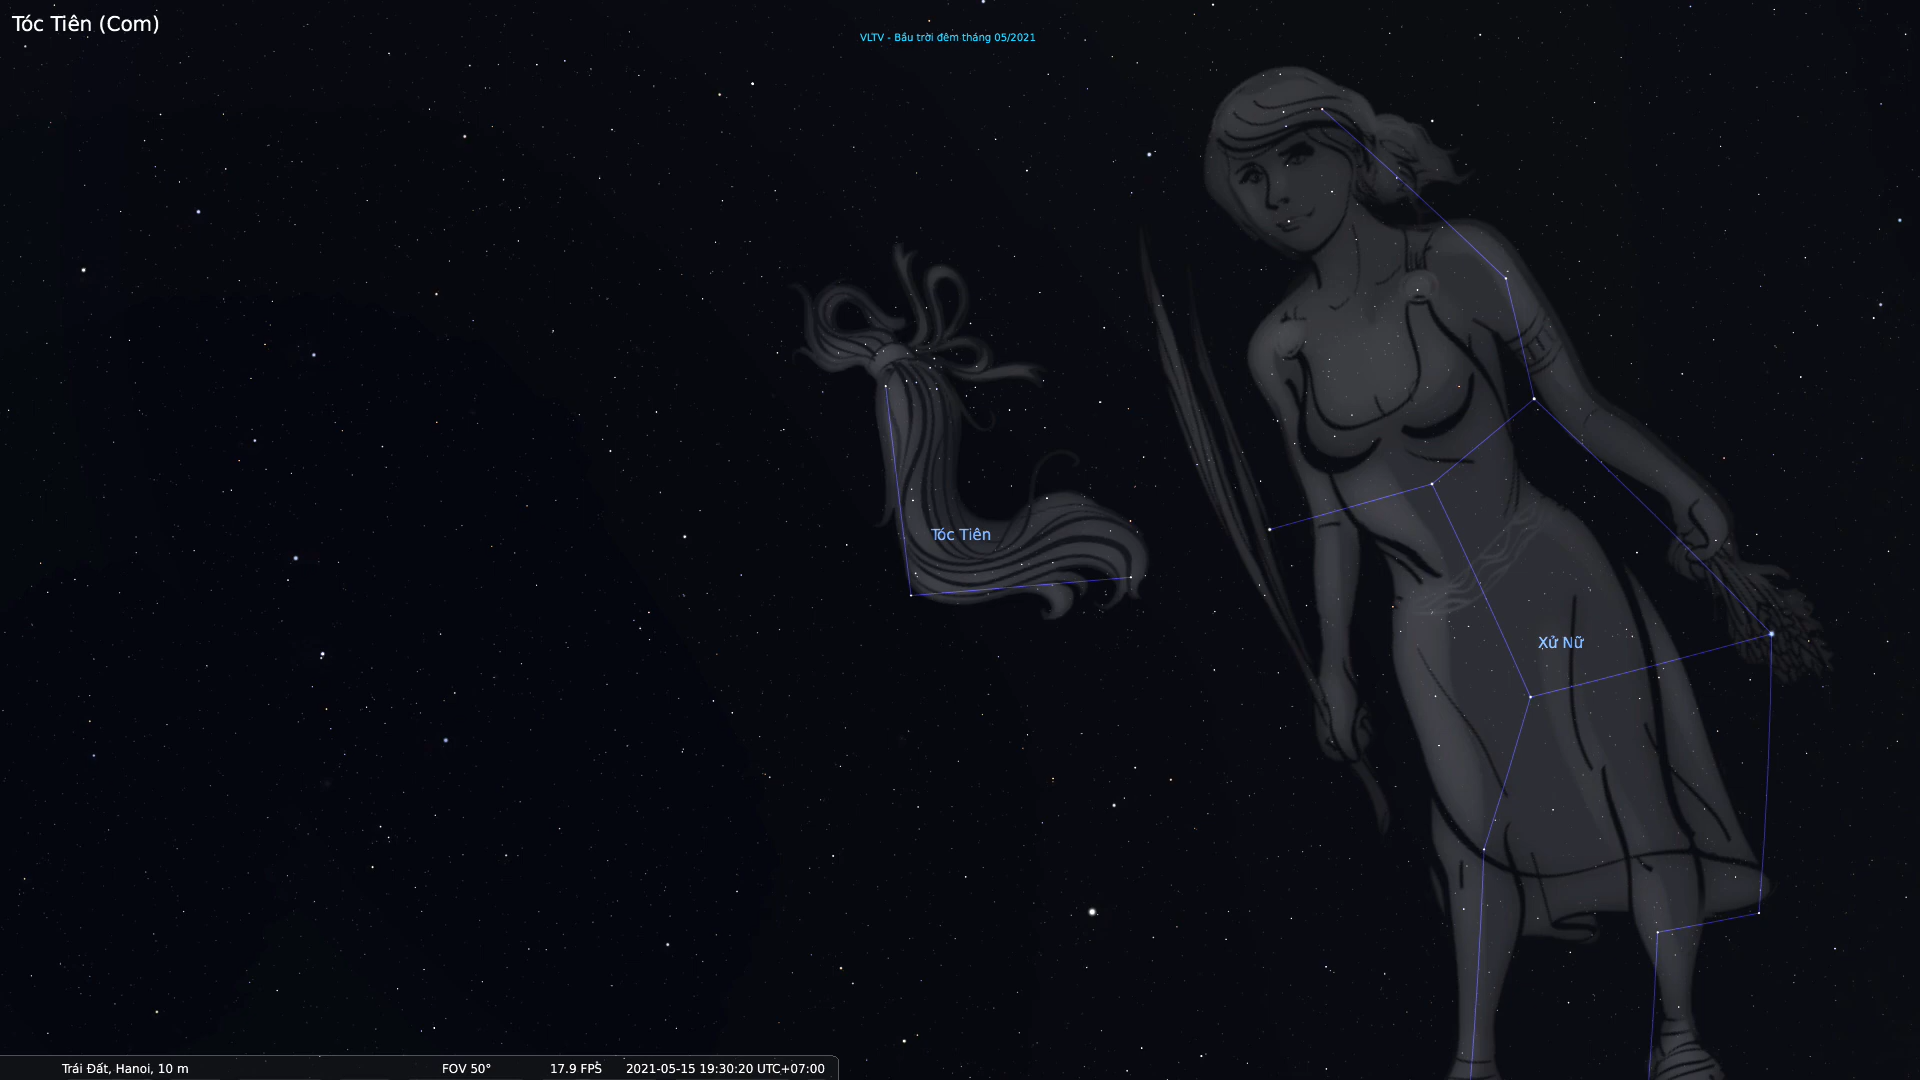 Tóc Tiên (Com)
VLTV - Bầu trời đêm tháng 05/2021
Tóc Tiên
Xử Nữ
Trái Đất, Hanoi, 10 m FOV 50° 17.9 FPS 2021-05-15 19:30:20 UTC+07:00